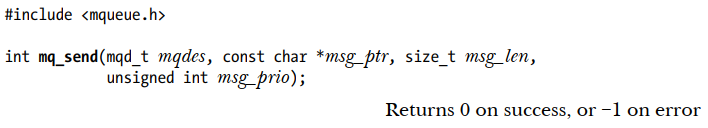 #include <mqueue.h>
int mq_send(mqd_t mqdes, const char *msg_ptr, size_t msg_len,
unsigned int msg_prio);
Returns 0 on success, or −1 on error